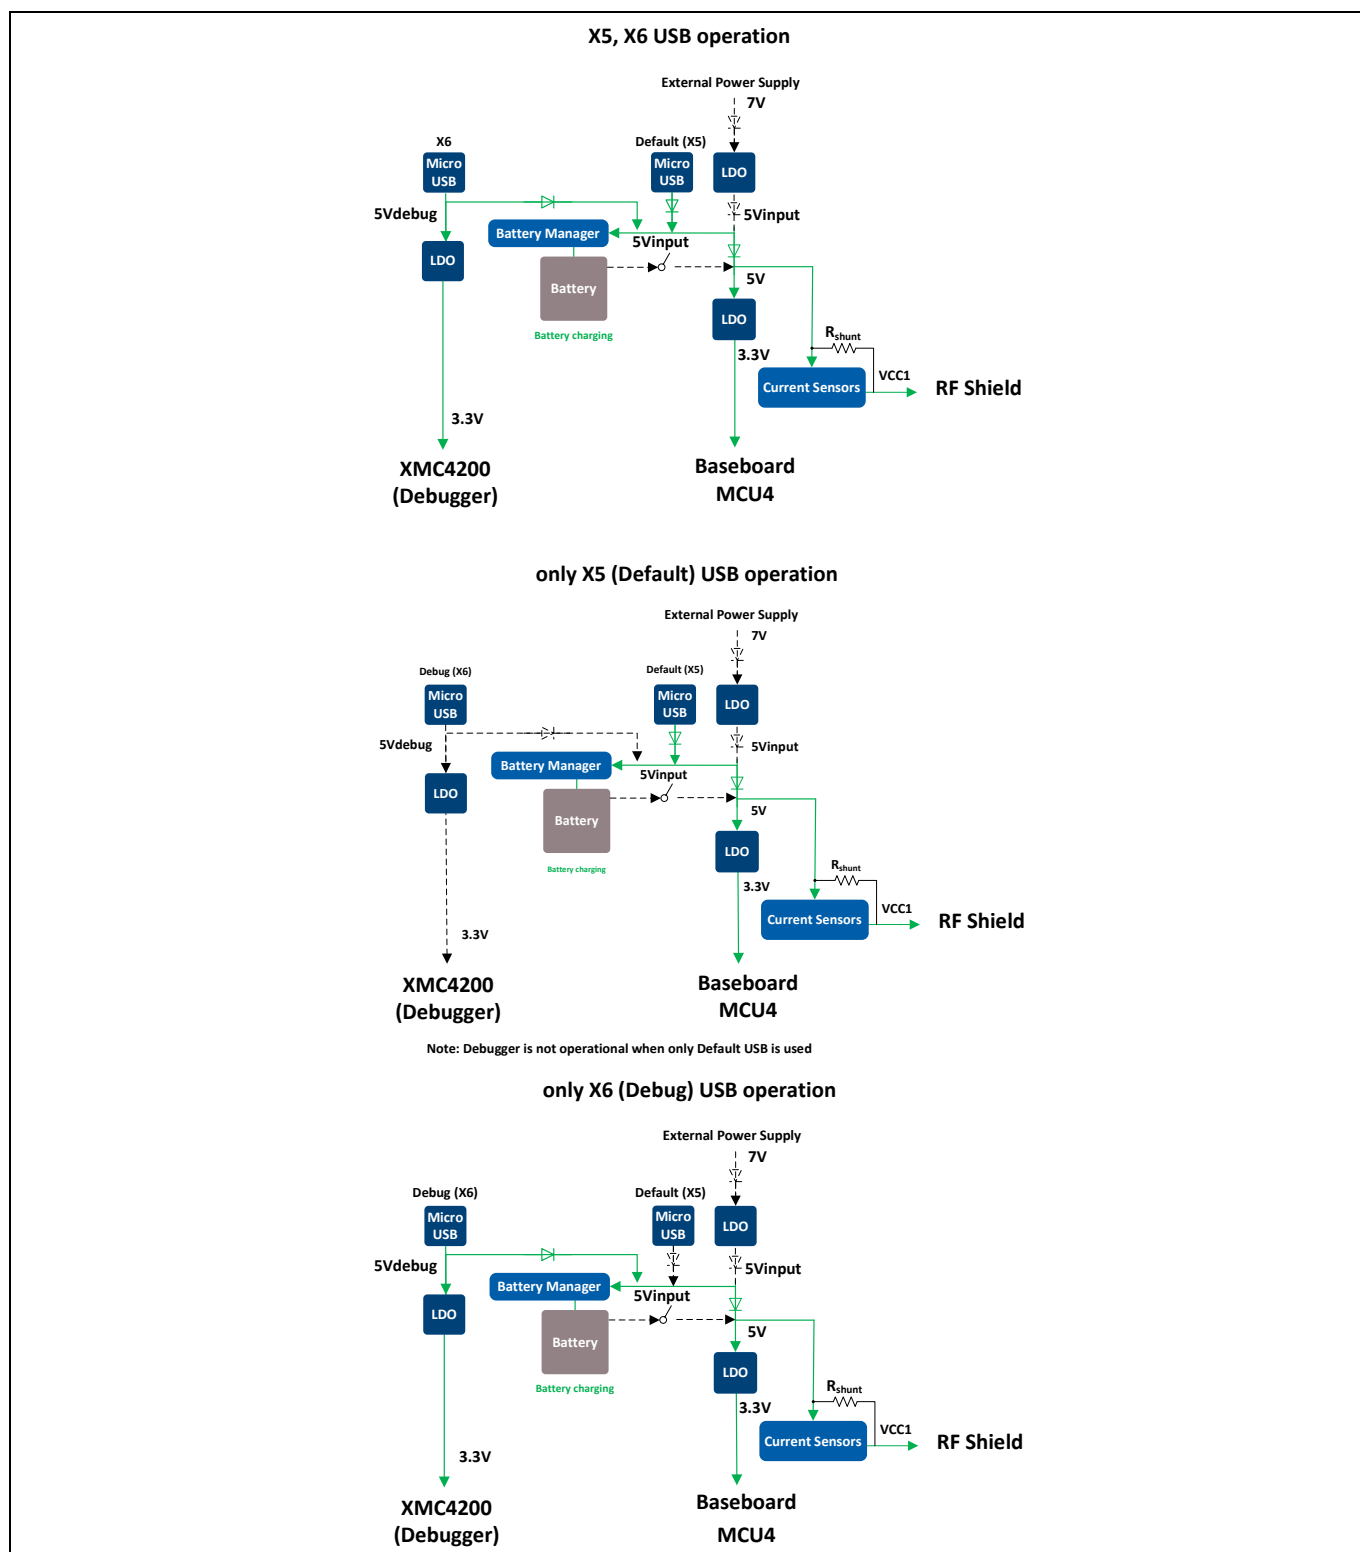 X5, X6 USB operation
External Power Supply
7V
X6
Default (X5)
Micro
USB
Micro
USB
LDO
5Vdebug
5Vinput
Battery Manager
5Vinput
LDO
5V
Battery
LDO
Battery charging
Rshunt
3.3V
VCC1
Current Sensors
RF Shield
3.3V
XMC4200
(Debugger)
Baseboard
MCU4
only X5 (Default) USB operation
External Power Supply
7V
Debug (X6)
Default (X5)
Micro
USB
Micro
USB
LDO
5Vdebug
5Vinput
Battery Manager
5Vinput
LDO
5V
Battery
LDO
Battery charging
Rshunt
3.3V
VCC1
Current Sensors
RF Shield
3.3V
XMC4200
(Debugger)
Baseboard
MCU4
Note: Debugger is not operational when only Default USB is used
only X6 (Debug) USB operation
External Power Supply
7V
Debug (X6)
Default (X5)
Micro
USB
Micro
USB
LDO
5Vdebug
5Vinput
Battery Manager
5Vinput
LDO
5V
Battery
LDO
Battery charging
Rshunt
3.3V
VCC1
Current Sensors
RF Shield
3.3V
XMC4200
(Debugger)
Baseboard
MCU4